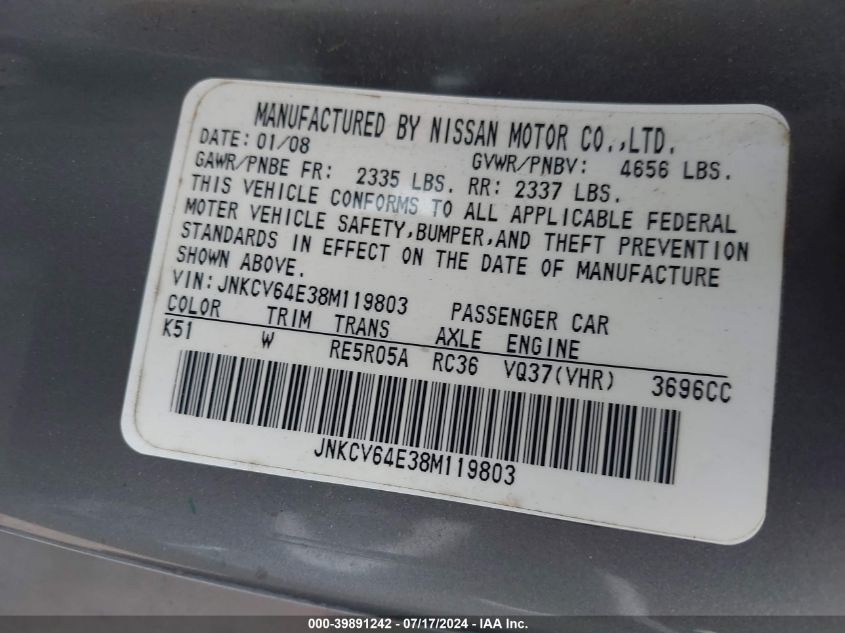 MANUFACTURED BY NISSAN MOTOR CO.,LTD.
DATE: 01/08 GVWR/PNBV: 4656 LBS.
GAWR/PNBE FR: 2335 LBS. RR: 2337 LBS.
THIS VEHICLE CONFORMS TO ALL APPLICABLE FEDERAL
MOTER VEHICLE SAFETY,BUMPER,AND THEFT PREVENTION
STANDARDS IN EFFECT ON THE DATE OF MANUFACTURE
SHOWN ABOVE.
VIN:JNKCV64E38M119803 PASSENGER CAR
COLOR TRIM TRANS AXLE ENGINE
K51 W RE5R05A RC36 VQ37(VHR) 3696CC
JNKCV64E38M119803
000-39891242 - 07/17/2024 - IAA Inc.